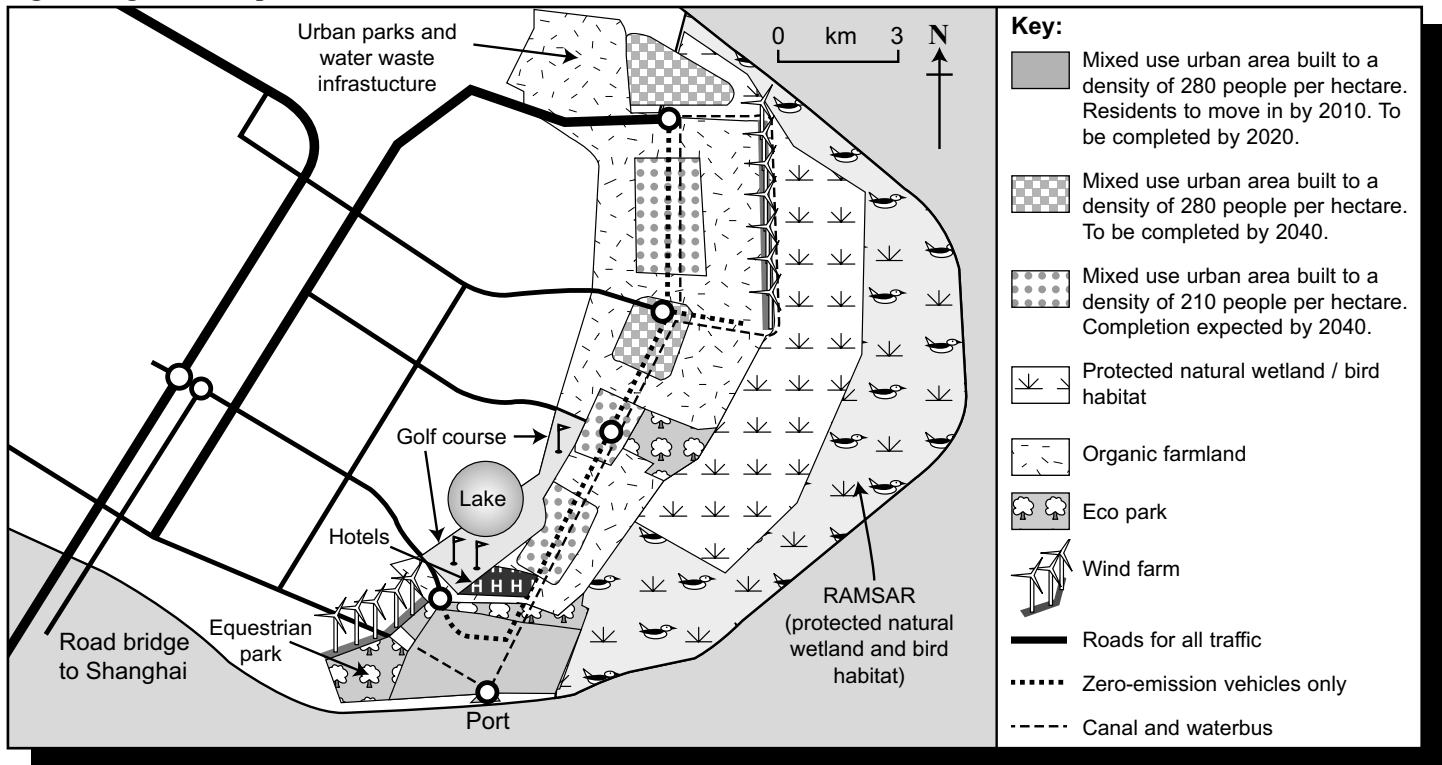 Urban parks and
water waste
infrastucture
0 km 3
N
Golf course
Lake
Hotels
H H H H
Equestrian
park
Road bridge
to Shanghai
Port
RAMSAR
(protected natural
wetland and bird
habitat)
Key:
Mixed use urban area built to a
density of 280 people per hectare.
Residents to move in by 2010. To
be completed by 2020.
Mixed use urban area built to a
density of 280 people per hectare.
To be completed by 2040.
Mixed use urban area built to a
density of 210 people per hectare.
Completion expected by 2040.
Protected natural wetland / bird
habitat
Organic farmland
Eco park
Wind farm
Roads for all traffic
Zero-emission vehicles only
Canal and waterbus